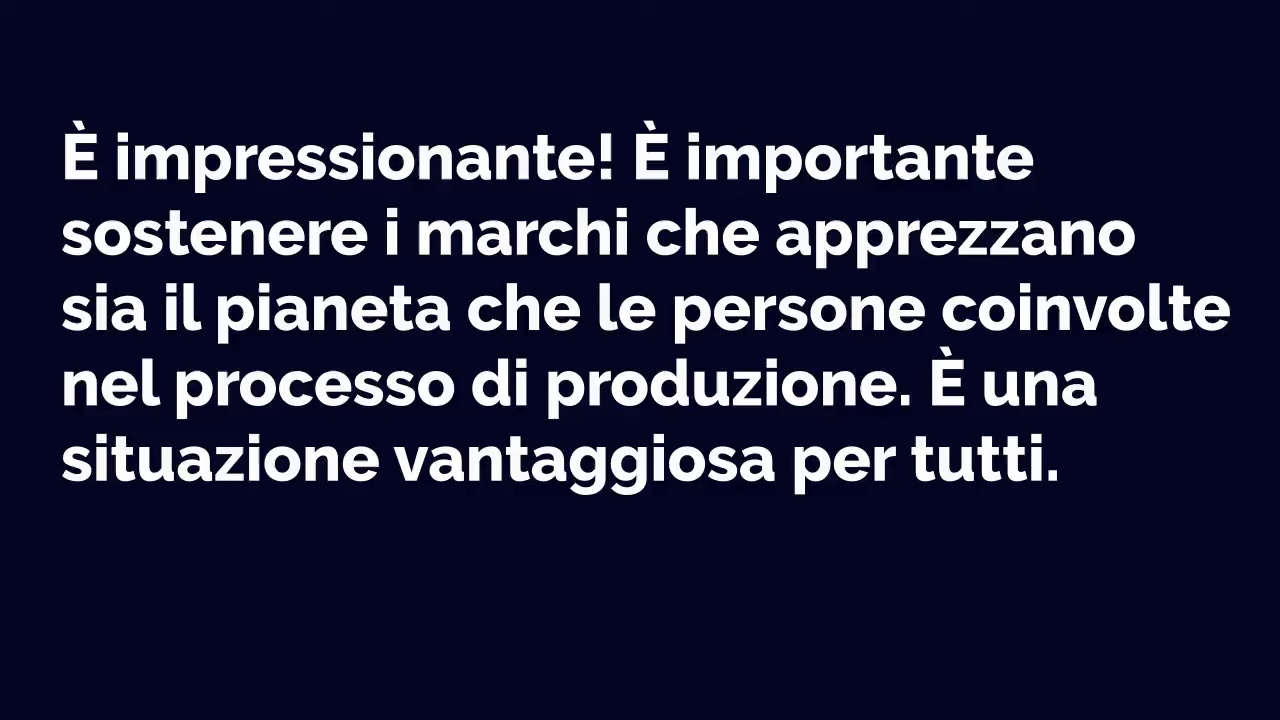 È impressionante! È importante
sostenere i marchi che apprezzano
sia il pianeta che le persone coinvolte
nel processo di produzione. È una
situazione vantaggiosa per tutti.